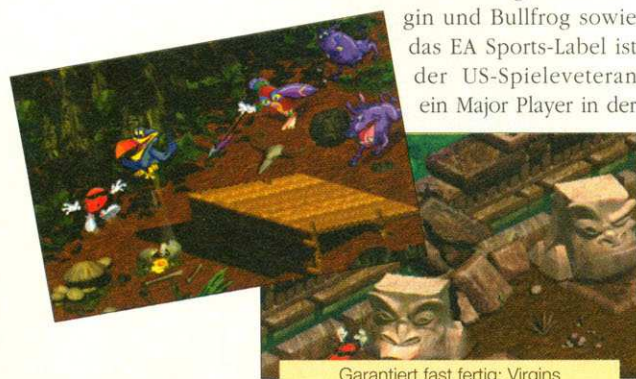 gin und Bullfrog sowie
das EA Sports-Label ist
der US-Spieleveteran
ein Major Player in der
Garantiert fast fertig: Virgins